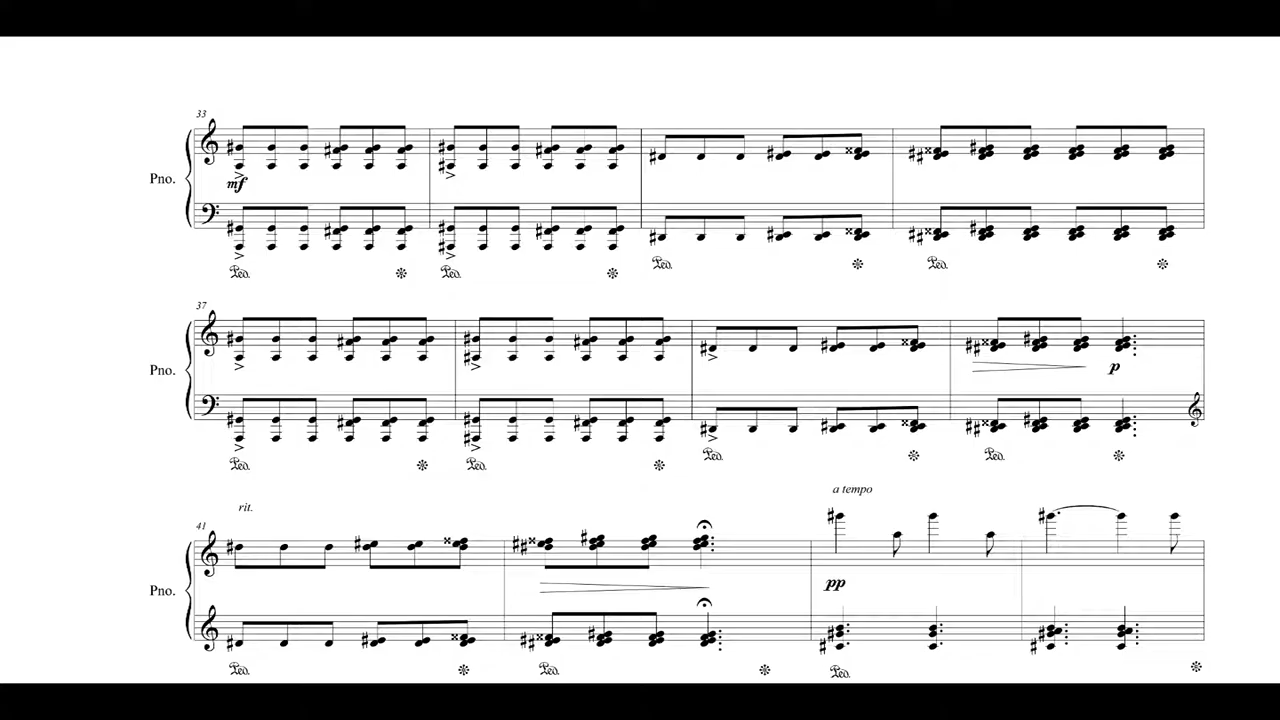 33
Pno.
mf
Ped. Ped. Ped. Ped.
37
Pno.
p
Ped. Ped. Ped. Ped.
a tempo
rit.
41
Pno.
pp
Ped. Ped. Ped.